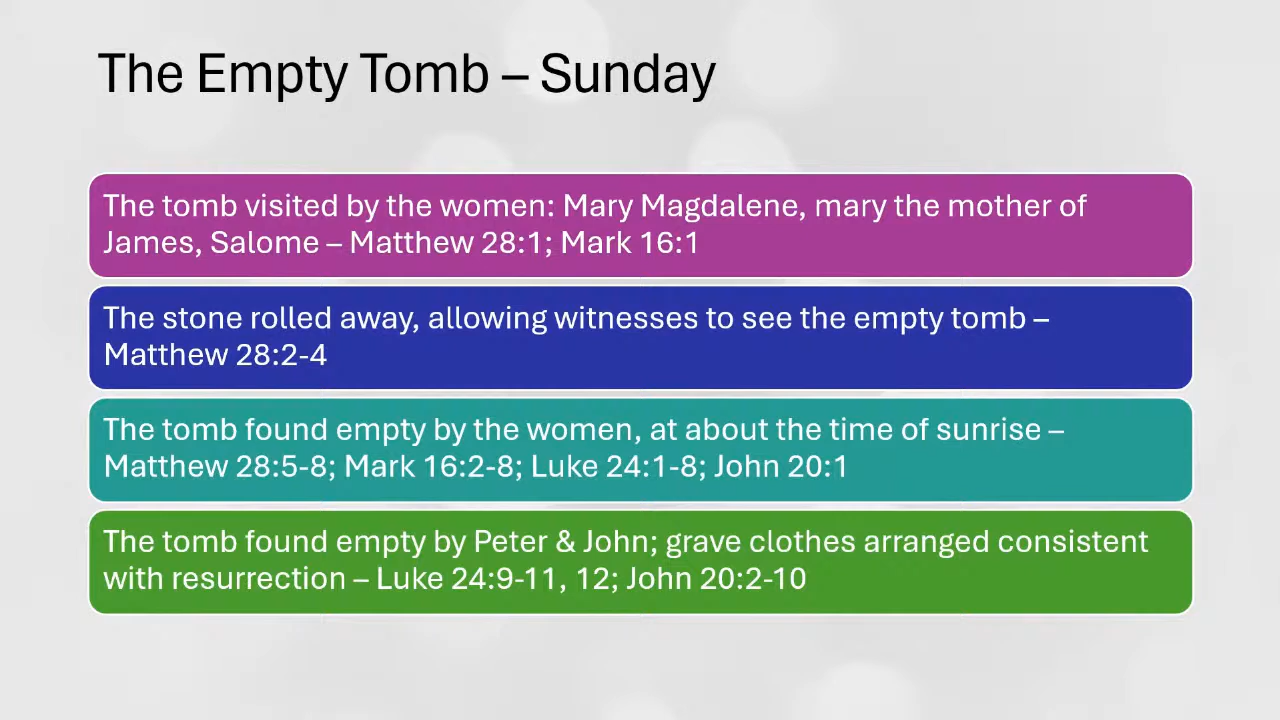 The Empty Tomb – Sunday
The tomb visited by the women: Mary Magdalene, mary the mother of
James, Salome – Matthew 28:1; Mark 16:1
The stone rolled away, allowing witnesses to see the empty tomb –
Matthew 28:2-4
The tomb found empty by the women, at about the time of sunrise –
Matthew 28:5-8; Mark 16:2-8; Luke 24:1-8; John 20:1
The tomb found empty by Peter & John; grave clothes arranged consistent
with resurrection – Luke 24:9-11, 12; John 20:2-10